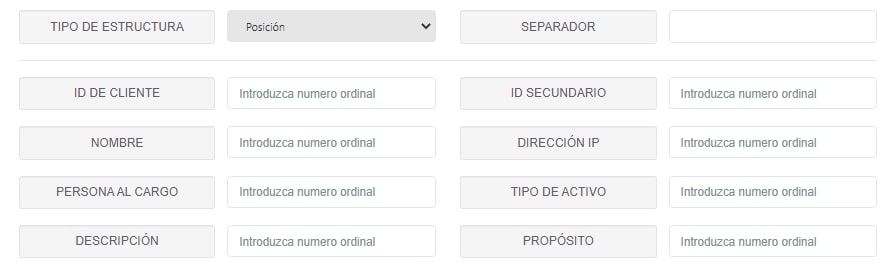 TIPO DE ESTRUCTURA Posición SEPARADOR
ID DE CLIENTE Introduzca numero ordinal ID SECUNDARIO Introduzca numero ordinal
NOMBRE Introduzca numero ordinal DIRECCIÓN IP Introduzca numero ordinal
PERSONA AL CARGO Introduzca numero ordinal TIPO DE ACTIVO Introduzca numero ordinal
DESCRIPCIÓN Introduzca numero ordinal PROPÓSITO Introduzca numero ordinal